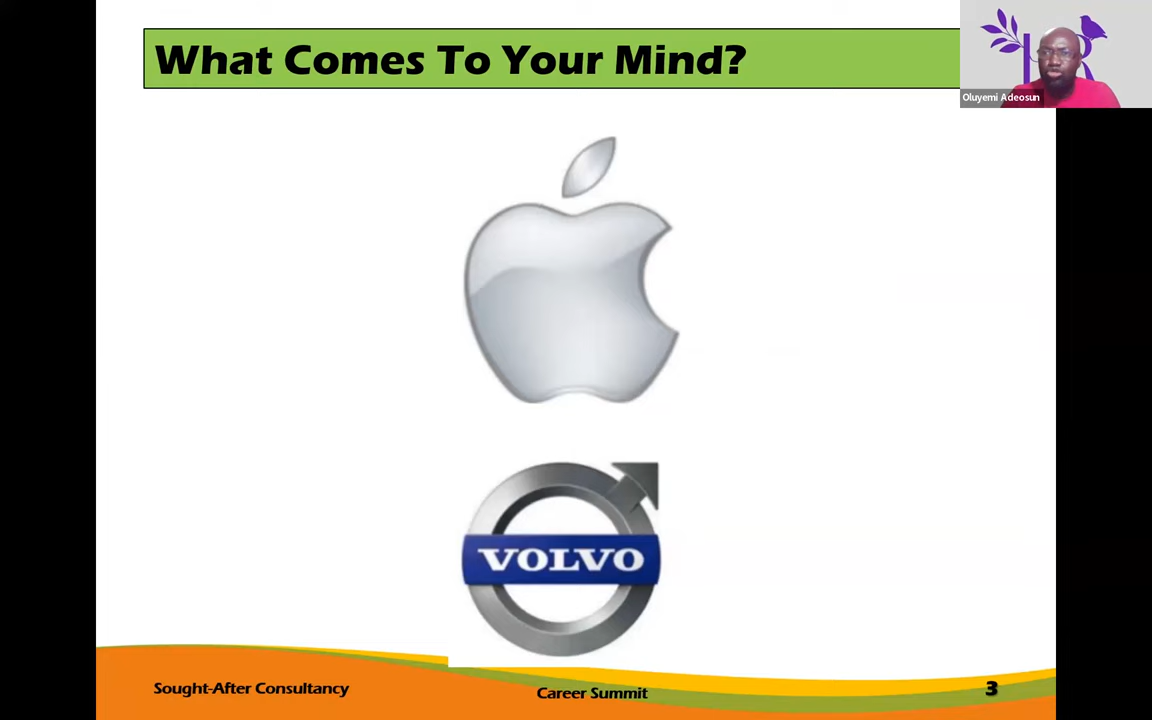 What Comes To Your Mind?
Oluyemi Adeosun
VOLVO
Sought-After Consultancy
Career Summit
3